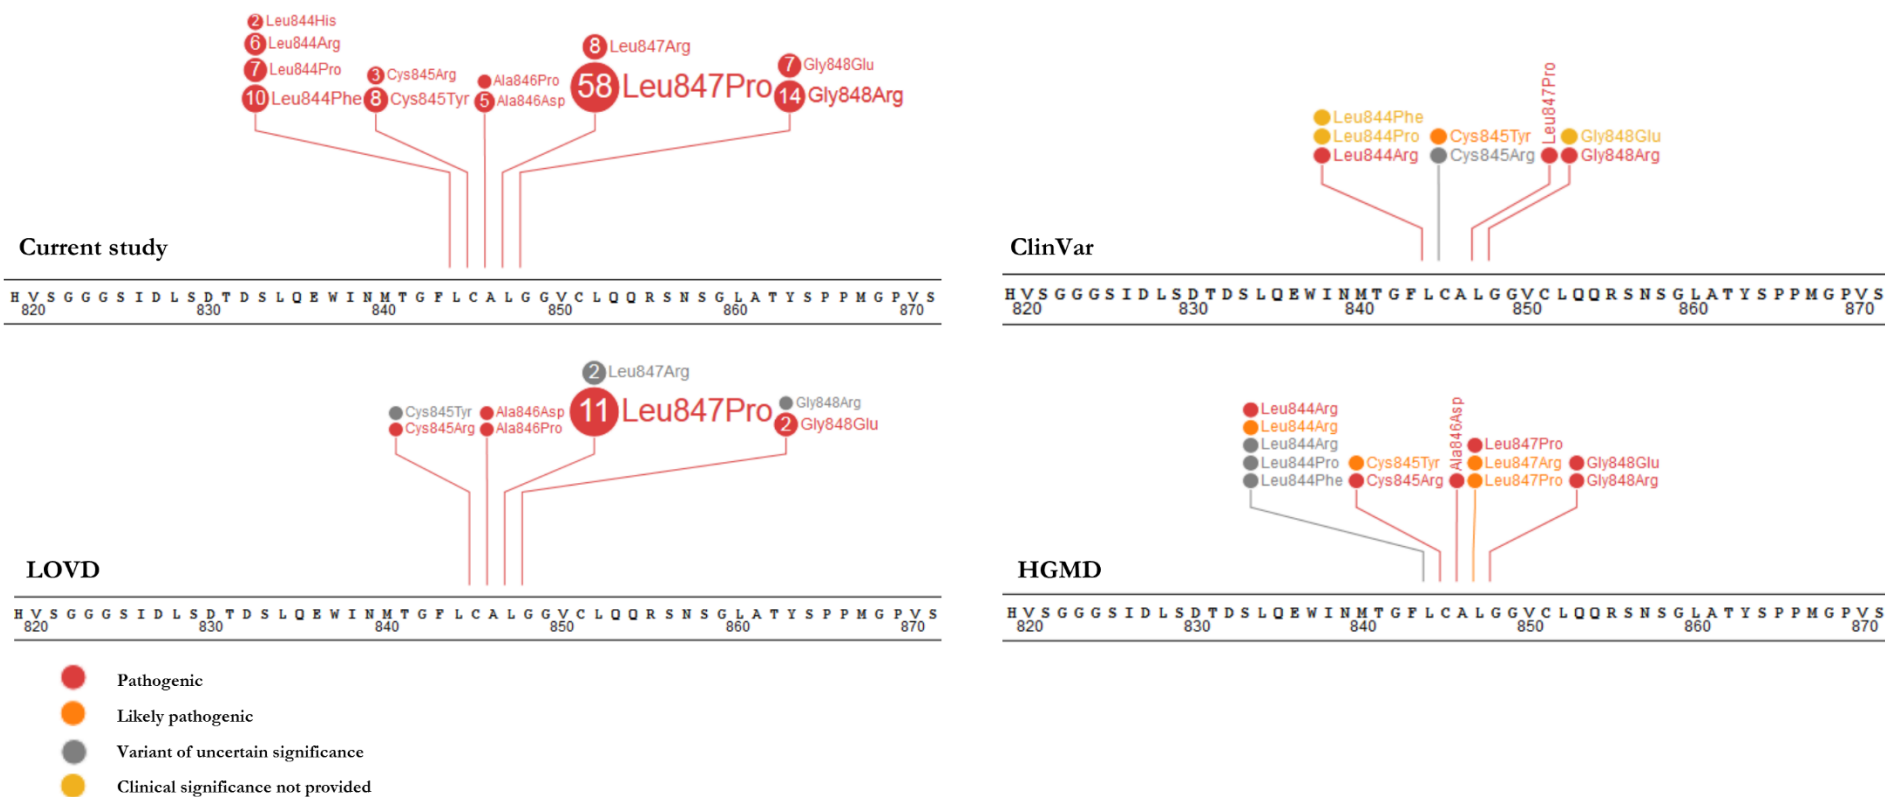 2 Leu844His
6 Leu844Arg
7 Leu844Pro
10 Leu844Phe
3 Cys845Arg
8 Cys845Tyr
Ala846Pro
5 Ala846Asp
8 Leu847Arg
58 Leu847Pro
7 Gly848Glu
14 Gly848Arg
Current study
H V S G G G S I D L S D T D S L Q E W I N M T G F L C A L G G V C L Q Q R S N S G L A T Y S P P M G P V S
820 830 840 850 860 870
Leu844Phe
Leu844Pro
Leu844Arg
Cys845Tyr
Cys845Arg
Leu847Pro
Gly848Glu
Gly848Arg
ClinVar
H V S G G G S I D L S D T D S L Q E W I N M T G F L C A L G G V C L Q Q R S N S G L A T Y S P P M G P V S
820 830 840 850 860 870
Cys845Tyr
Cys845Arg
Ala846Asp
Ala846Pro
2 Leu847Arg
11 Leu847Pro
Gly848Arg
2 Gly848Glu
LOVD
H V S G G G S I D L S D T D S L Q E W I N M T G F L C A L G G V C L Q Q R S N S G L A T Y S P P M G P V S
820 830 840 850 860 870
Leu844Arg
Leu844Arg
Leu844Arg
Leu844Pro
Leu844Phe
Cys845Tyr
Cys845Arg
Ala846Asp
Leu847Pro
Leu847Arg
Leu847Pro
Gly848Glu
Gly848Arg
HGMD
H V S G G G S I D L S D T D S L Q E W I N M T G F L C A L G G V C L Q Q R S N S G L A T Y S P P M G P V S
820 830 840 850 860 870
Pathogenic
Likely pathogenic
Variant of uncertain significance
Clinical significance not provided